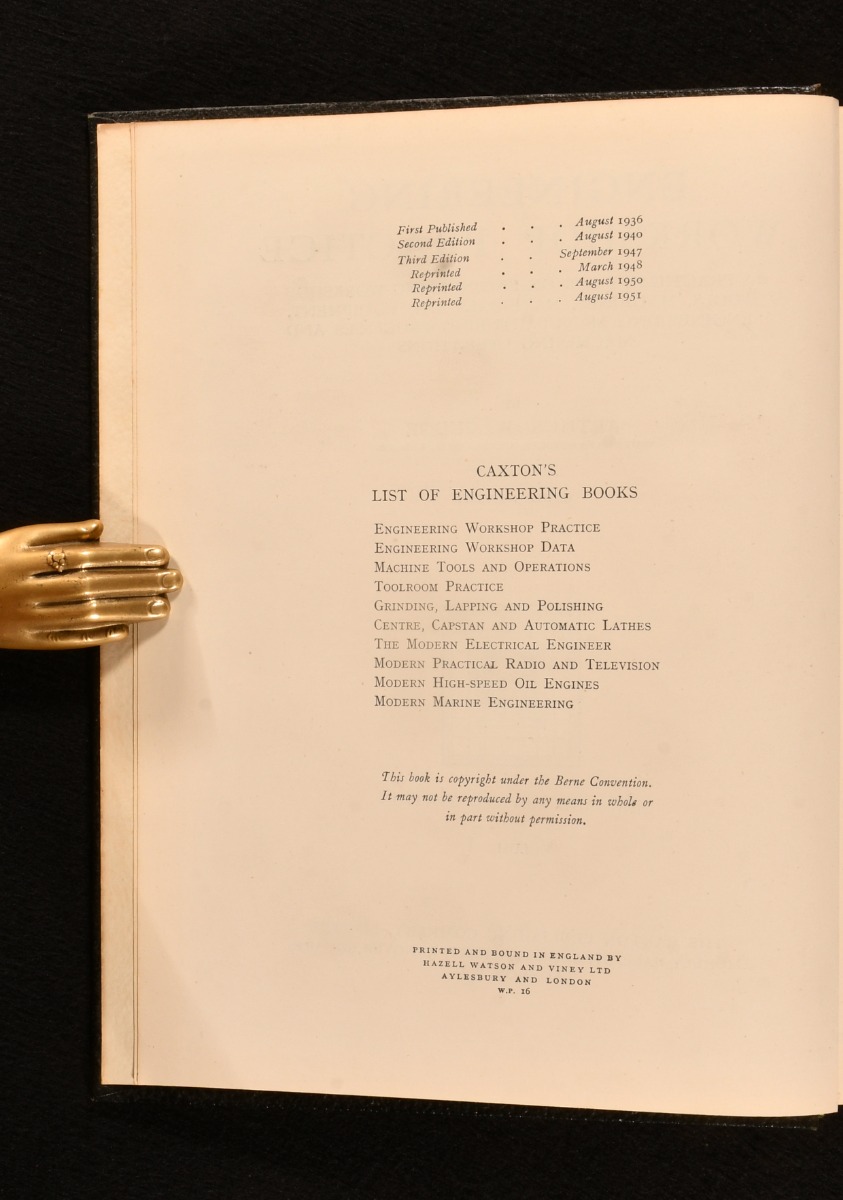 First Published . . . August 1936
Second Edition . . . August 1940
Third Edition . . September 1947
Reprinted . . . March 1948
Reprinted . . . August 1950
Reprinted . . . August 1951
CAXTON'S
LIST OF ENGINEERING BOOKS
ENGINEERING WORKSHOP PRACTICE
ENGINEERING WORKSHOP DATA
MACHINE TOOLS AND OPERATIONS
TOOLROOM PRACTICE
GRINDING, LAPPING AND POLISHING
CENTRE, CAPSTAN AND AUTOMATIC LATHES
THE MODERN ELECTRICAL ENGINEER
MODERN PRACTICAL RADIO AND TELEVISION
MODERN HIGH-SPEED OIL ENGINES
MODERN MARINE ENGINEERING
This book is copyright under the Berne Convention.
It may not be reproduced by any means in whole or
in part without permission.
PRINTED AND BOUND IN ENGLAND BY
HAZELL WATSON AND VINEY LTD
AYLESBURY AND LONDON
W.P. 16